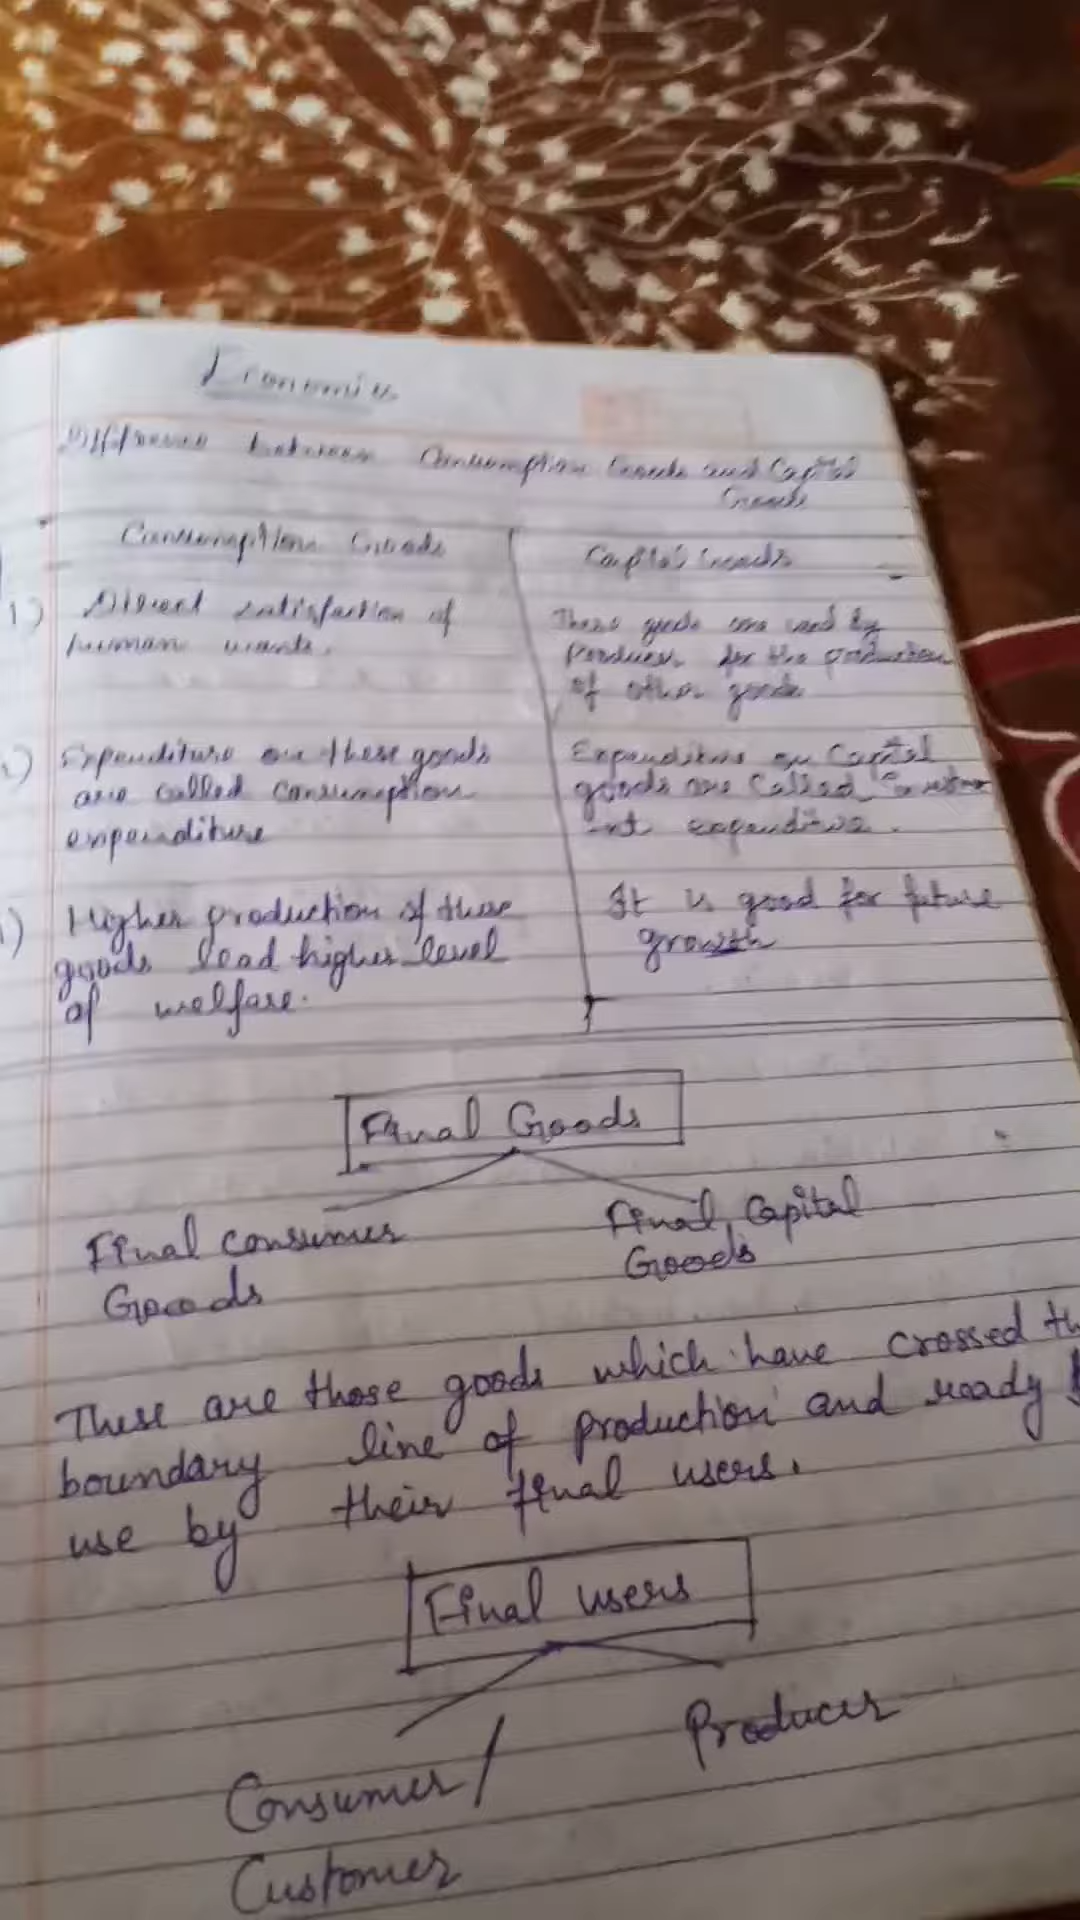 Economics
Difference between Consumption Goods and Capital
Goods
Consumption Goods
Capital Goods
1) Direct satisfaction of
human wants.
These goods are used by
Producer for the production
of other goods
2) Expenditure on these goods
are called consumption
expenditure
Expenditure on Capital
goods are Called
expenditure.
Higher production of these
goods lead higher level
of welfare.
It is good for future
growth
Final Goods
Final consumer
Goods
Final Capital
Goods
These are those goods which have crossed
boundary line of production and ready
use by their final users.
Final users
Consumer/
Customer
Producer